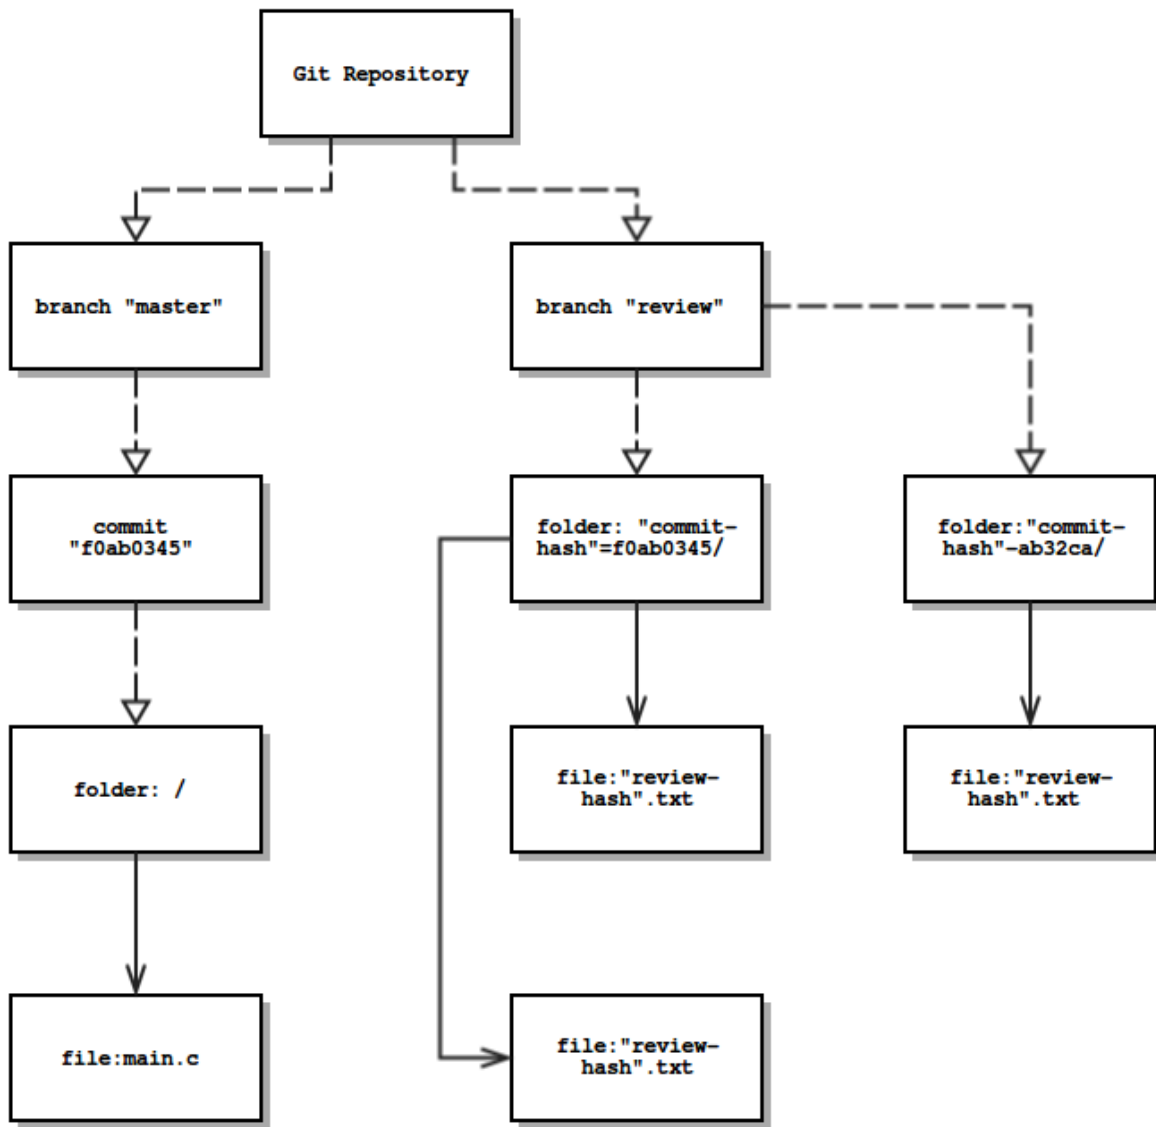 Git Repository
branch "master"
branch "review"
commit
"f0ab0345"
folder: "commit-
hash"=f0ab0345/
folder:"commit-
hash"-ab32ca/
folder: /
file:"review-
hash".txt
file:"review-
hash".txt
file:main.c
file:"review-
hash".txt